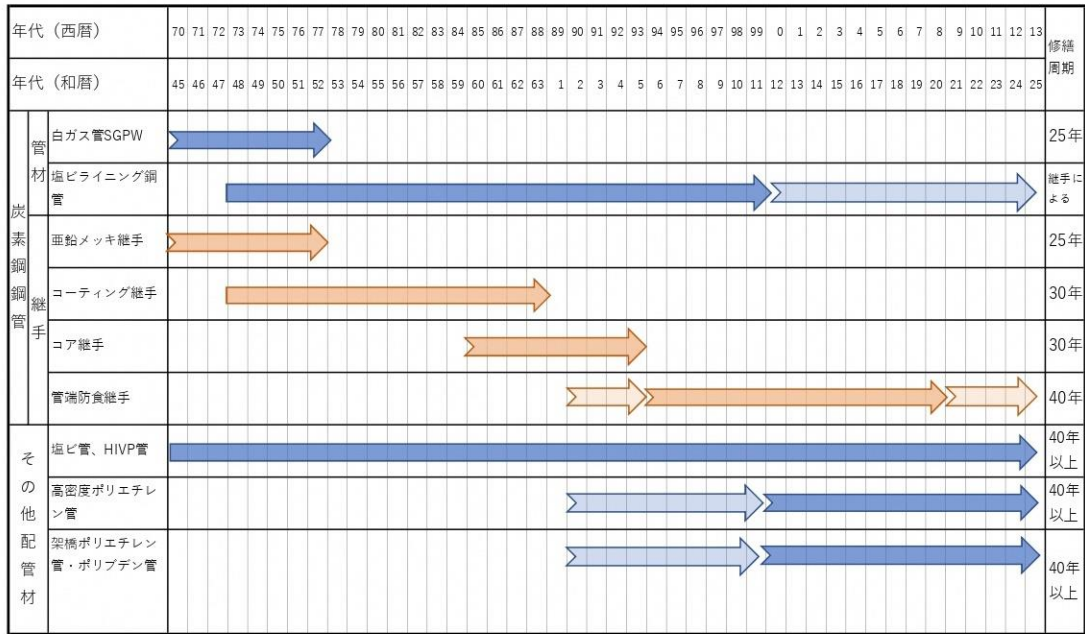 年代（西暦） 70 71 72 73 74 75 76 77 78 79 80 81 82 83 84 85 86 87 88 89 90 91 92 93 94 95 96 97 98 99 0 1 2 3 4 5 6 7 8 9 10 11 12 13
修繕
周期
年代（和暦） 45 46 47 48 49 50 51 52 53 54 55 56 57 58 59 60 61 62 63 1 2 3 4 5 6 7 8 9 10 11 12 13 14 15 16 17 18 19 20 21 22 23 24 25
炭素鋼鋼管
管材
白ガス管SGPW 25年
塩ビライニング鋼
管
継手に
よる
継手
亜鉛メッキ継手 25年
コーティング継手 30年
コア継手 30年
管端防食継手 40年
その他配管材
塩ビ管、HIVP管
40年
以上
高密度ポリエチレ
ン管
40年
以上
架橋ポリエチレン
管・ポリブデン管
40年
以上